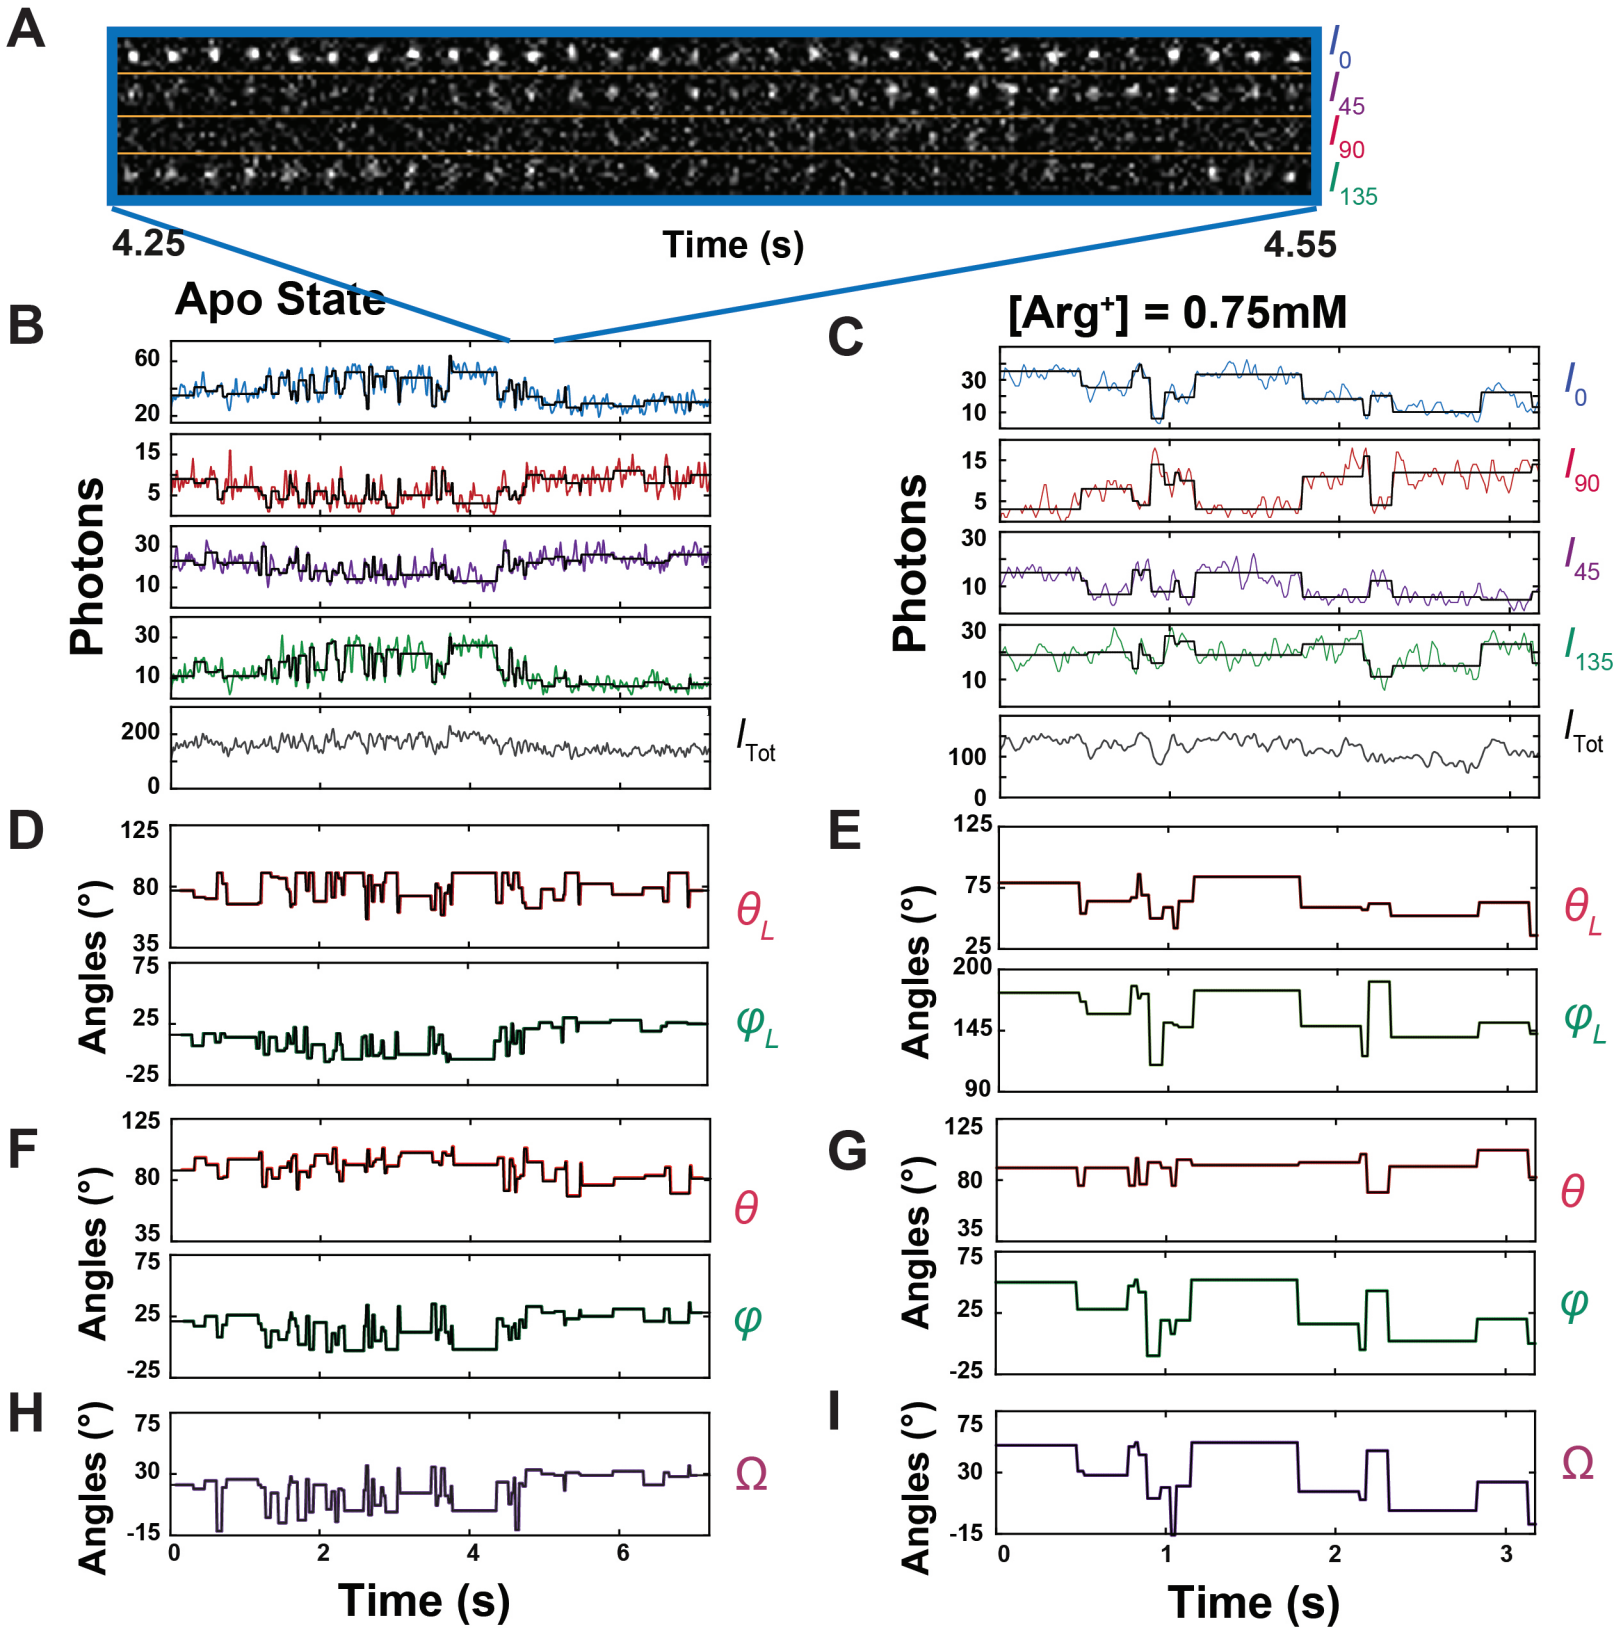 A
I0
I45
I90
I135
4.25
Time (s)
4.55
Apo State
[Arg+] = 0.75mM
B
C
60
20
15
5
30
10
30
10
200
0
Photons
ITot
30
10
15
5
30
10
30
10
100
0
Photons
I0
I90
I45
I135
ITot
D
125
80
35
75
25
-25
Angles (°)
θL
φL
E
125
75
25
200
145
90
Angles (°)
θL
φL
F
125
80
35
75
25
-25
Angles (°)
θ
φ
G
125
80
35
75
25
-25
Angles (°)
θ
φ
H
75
30
-15
Angles (°)
Ω
0 2 4 6
Time (s)
I
75
30
-15
Angles (°)
Ω
0 1 2 3
Time (s)